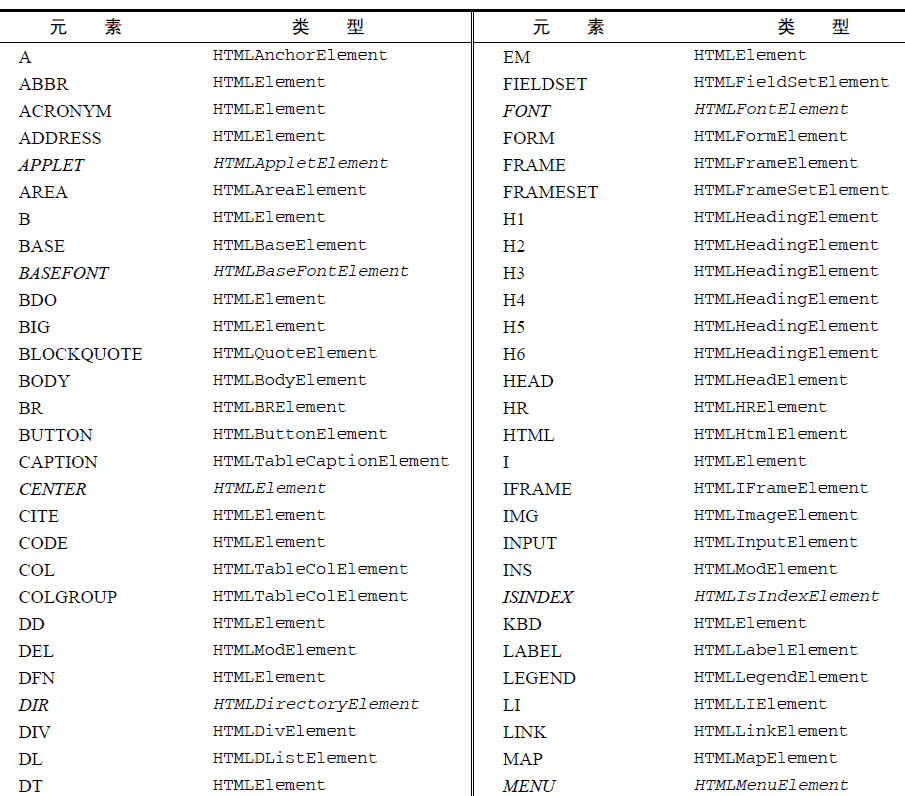 元 素 类 型 元 素 类 型
A HTMLAnchorElement EM HTMLElement
ABBR HTMLElement FIELDSET HTMLFieldSetElement
ACRONYM HTMLElement FONT HTMLFontElement
ADDRESS HTMLElement FORM HTMLFormElement
APPLET HTMLAppletElement FRAME HTMLFrameElement
AREA HTMLAreaElement FRAMESET HTMLFrameSetElement
B HTMLElement H1 HTMLHeadingElement
BASE HTMLBaseElement H2 HTMLHeadingElement
BASEFONT HTMLBaseFontElement H3 HTMLHeadingElement
BDO HTMLElement H4 HTMLHeadingElement
BIG HTMLElement H5 HTMLHeadingElement
BLOCKQUOTE HTMLQuoteElement H6 HTMLHeadingElement
BODY HTMLBodyElement HEAD HTMLHeadElement
BR HTMLBRElement HR HTMLHRElement
BUTTON HTMLButtonElement HTML HTMLHtmlElement
CAPTION HTMLTableCaptionElement I HTMLElement
CENTER HTMLElement IFRAME HTMLIFrameElement
CITE HTMLElement IMG HTMLImageElement
CODE HTMLElement INPUT HTMLInputElement
COL HTMLTableColElement INS HTMLModElement
COLGROUP HTMLTableColElement ISINDEX HTMLIsIndexElement
DD HTMLElement KBD HTMLElement
DEL HTMLModElement LABEL HTMLLabelElement
DFN HTMLElement LEGEND HTMLLegendElement
DIR HTMLDirectoryElement LI HTMLLIElement
DIV HTMLDivElement LINK HTMLLinkElement
DL HTMLDListElement MAP HTMLMapElement
DT HTMLElement MENU HTMLMenuElement